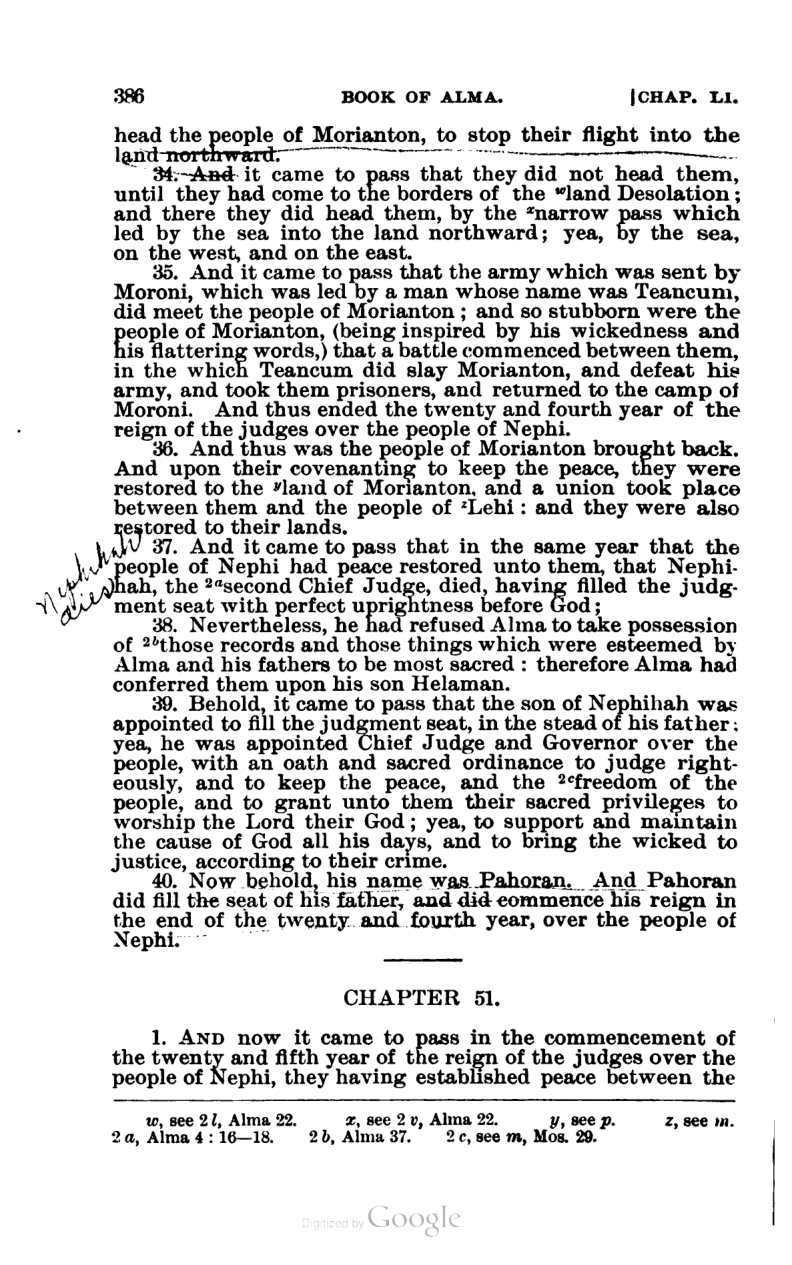 386 BOOK OF ALMA. |CHAP. LI.
head the people of Morianton, to stop their flight into the
land northward.
34. And it came to pass that they did not head them,
until they had come to the borders of the ʷland Desolation;
and there they did head them, by the ˣnarrow pass which
led by the sea into the land northward; yea, by the sea,
on the west, and on the east.
35. And it came to pass that the army which was sent by
Moroni, which was led by a man whose name was Teancum,
did meet the people of Morianton; and so stubborn were the
people of Morianton, (being inspired by his wickedness and
his flattering words,) that a battle commenced between them,
in the which Teancum did slay Morianton, and defeat his
army, and took them prisoners, and returned to the camp of
Moroni. And thus ended the twenty and fourth year of the
reign of the judges over the people of Nephi.
36. And thus was the people of Morianton brought back.
And upon their covenanting to keep the peace, they were
restored to the ʸland of Morianton, and a union took place
between them and the people of ᶻLehi: and they were also
restored to their lands.
Nephihah
dies
37. And it came to pass that in the same year that the
people of Nephi had peace restored unto them, that Nephi-
hah, the ²ᵃsecond Chief Judge, died, having filled the judg-
ment seat with perfect uprightness before God;
38. Nevertheless, he had refused Alma to take possession
of ²ᵇthose records and those things which were esteemed by
Alma and his fathers to be most sacred: therefore Alma had
conferred them upon his son Helaman.
39. Behold, it came to pass that the son of Nephihah was
appointed to fill the judgment seat, in the stead of his father;
yea, he was appointed Chief Judge and Governor over the
people, with an oath and sacred ordinance to judge right-
eously, and to keep the peace, and the ²ᶜfreedom of the
people, and to grant unto them their sacred privileges to
worship the Lord their God; yea, to support and maintain
the cause of God all his days, and to bring the wicked to
justice, according to their crime.
40. Now behold, his name was Pahoran. And Pahoran
did fill the seat of his father, and did commence his reign in
the end of the twenty and fourth year, over the people of
Nephi.
CHAPTER 51.
1. AND now it came to pass in the commencement of
the twenty and fifth year of the reign of the judges over the
people of Nephi, they having established peace between the
w, see 2 l, Alma 22. x, see 2 v, Alma 22. y, see p. z, see m.
2 a, Alma 4 : 16—18. 2 b, Alma 37. 2 c, see m, Mos. 29.
Digitized by Google